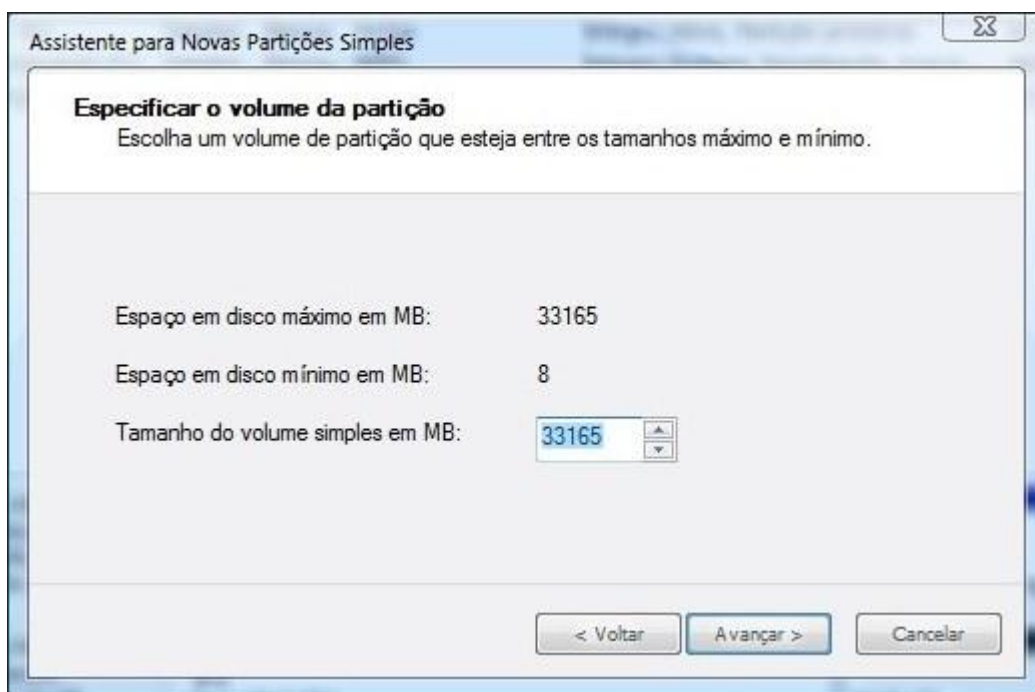 Assistente para Novas Partições Simples
Especificar o volume da partição
Escolha um volume de partição que esteja entre os tamanhos máximo e mínimo.
Espaço em disco máximo em MB: 33165
Espaço em disco mínimo em MB: 8
Tamanho do volume simples em MB: 33165
< Voltar Avançar > Cancelar